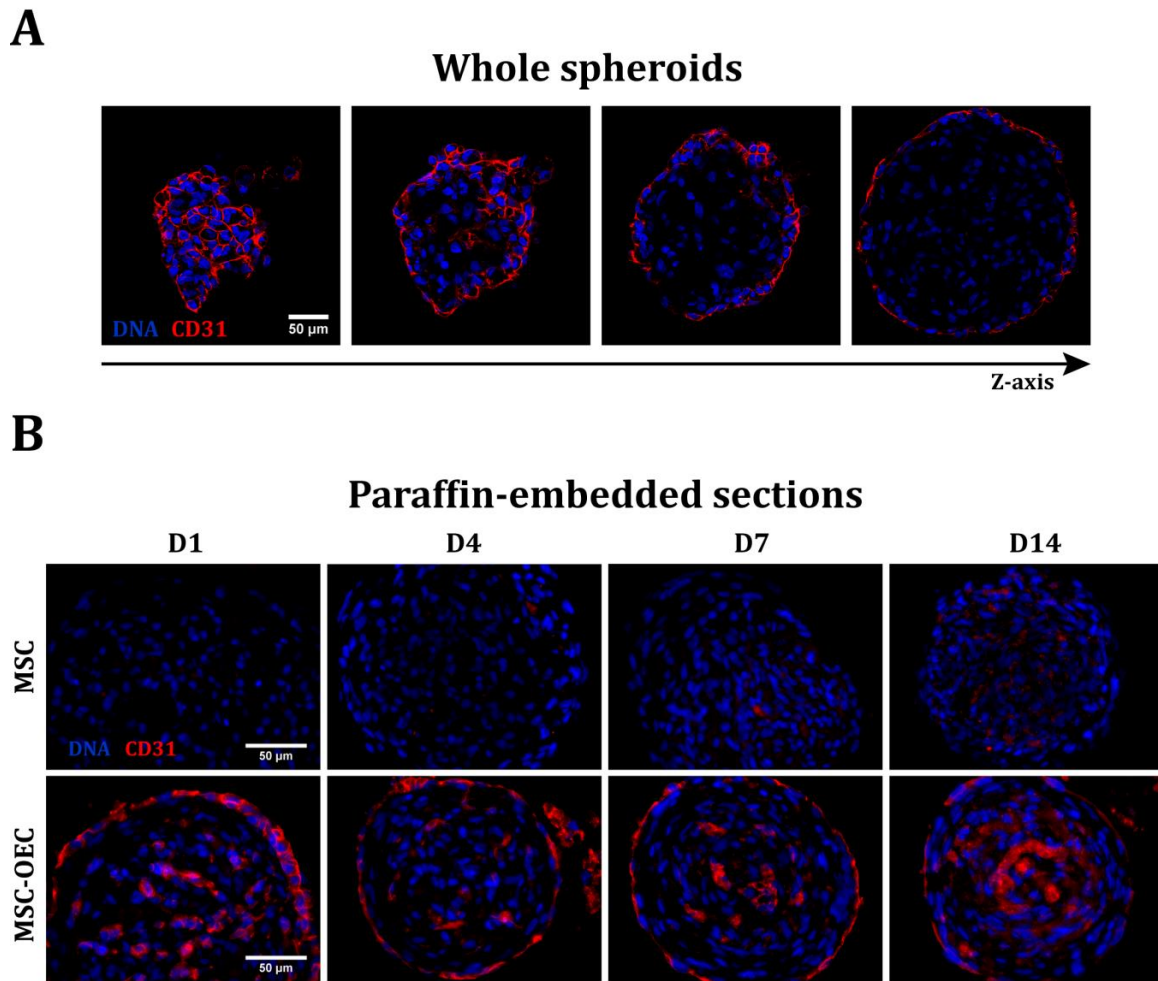 A
Whole spheroids
DNA CD31
50 µm
Z-axis
B
Paraffin-embedded sections
D1 D4 D7 D14
MSC
DNA CD31
50 µm
MSC-OEC
50 µm